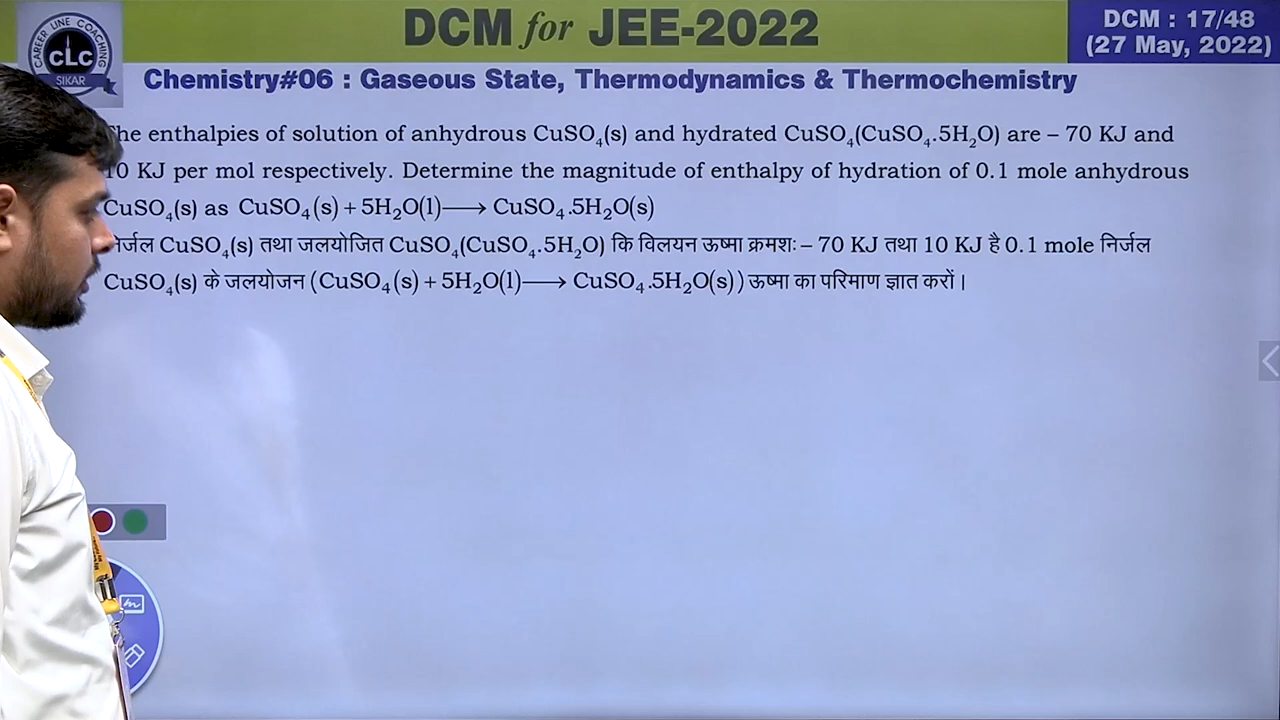 DCM for JEE-2022
DCM : 17/48
(27 May, 2022)
CAREER LINE COACHING
CLC
SIKAR
Chemistry#06 : Gaseous State, Thermodynamics & Thermochemistry
enthalpies of solution of anhydrous CuSO₄(s) and hydrated CuSO₄(CuSO₄.5H₂O) are – 70 KJ and
10 KJ per mol respectively. Determine the magnitude of enthalpy of hydration of 0.1 mole anhydrous
CuSO₄(s) as CuSO₄(s) + 5H₂O(l)⟶ CuSO₄.5H₂O(s)
CuSO₄(s) तथा जलयोजित CuSO₄(CuSO₄.5H₂O) कि विलयन ऊष्मा क्रमशः – 70 KJ तथा 10 KJ है 0.1 mole निर्जल
CuSO₄(s) के जलयोजन (CuSO₄(s) + 5H₂O(l)⟶ CuSO₄.5H₂O(s)) ऊष्मा का परिमाण ज्ञात करों।